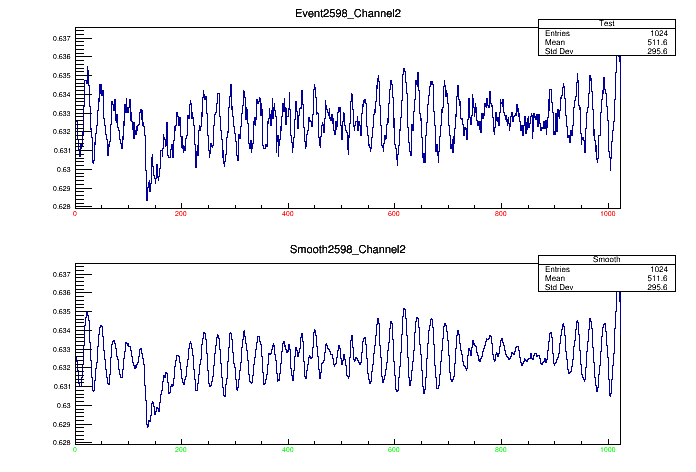 Event2598_Channel2
Test
Entries 1024
Mean 511.6
Std Dev 295.6
0.637
0.636
0.635
0.634
0.633
0.632
0.631
0.63
0.629
0.628
0 200 400 600 800 1000
Smooth2598_Channel2
Smooth
Entries 1024
Mean 511.6
Std Dev 295.6
0.637
0.636
0.635
0.634
0.633
0.632
0.631
0.63
0.629
0.628
0 200 400 600 800 1000